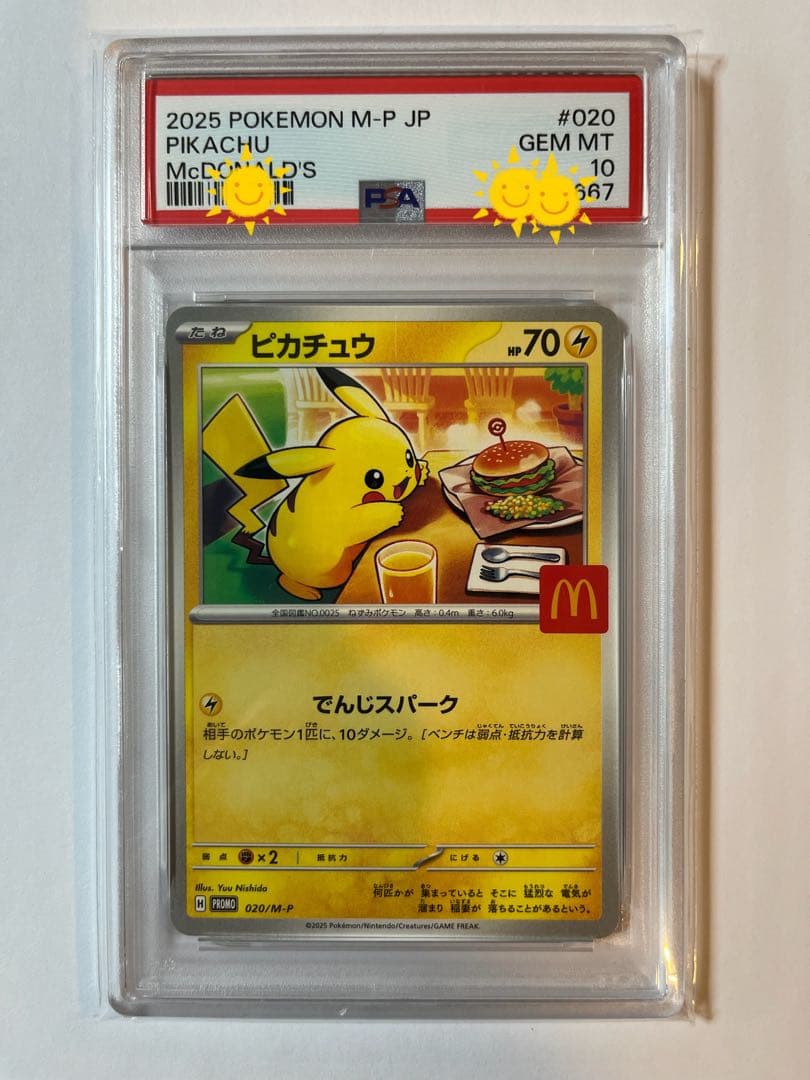 2025 POKEMON M-P JP
#020
PIKACHU
GEM MT
McDONALD'S
10
667
PSA
たね
ピカチュウ
HP70
全国図鑑NO.0025 ねずみポケモン 高さ:0.4m 重さ:6.0kg
でんじスパーク
相手のポケモン1匹に、10ダメージ。[ベンチは弱点・抵抗力を計算
しない。]
弱点 ×2 抵抗力 にげる
Illus. Yuu Nishida
何匹かが 集まっていると そこに 猛烈な 電気が
溜まり 稲妻が 落ちることがあるという。
H PROMO 020/M-P
©2025 Pokémon/Nintendo/Creatures/GAME FREAK.